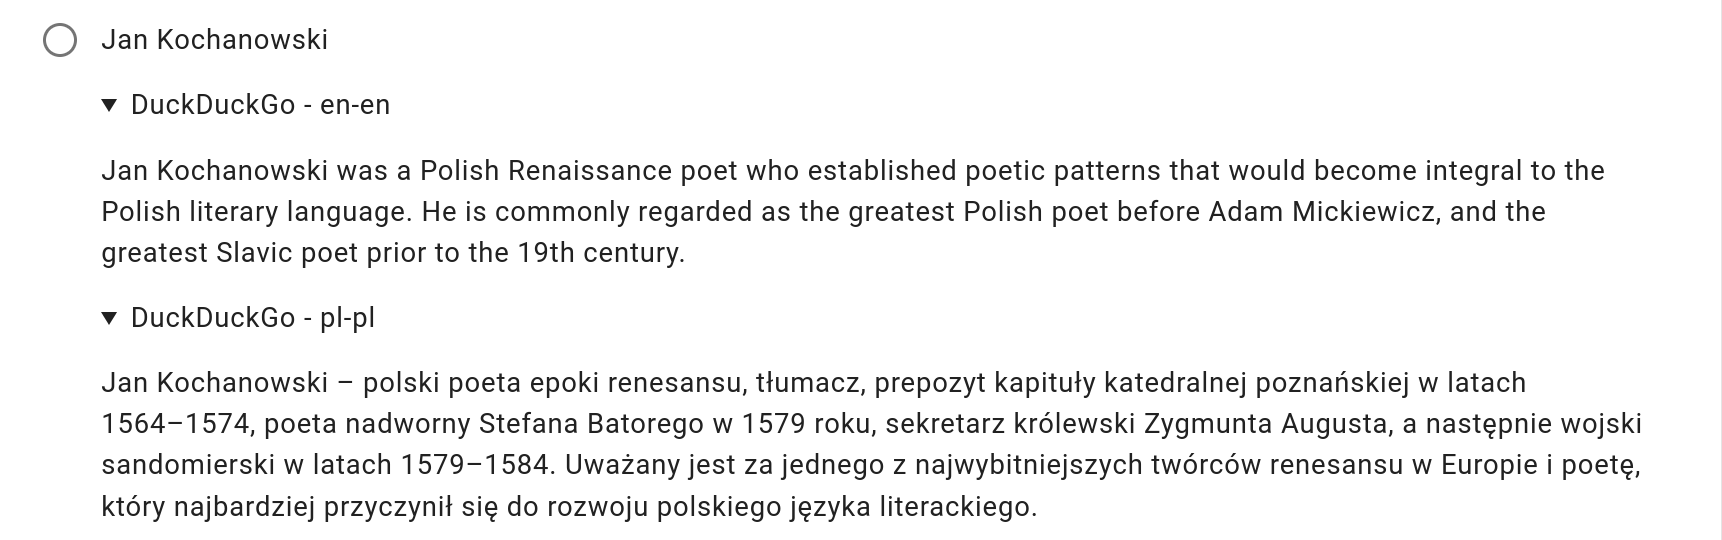 Jan Kochanowski
DuckDuckGo - en-en
Jan Kochanowski was a Polish Renaissance poet who established poetic patterns that would become integral to the
Polish literary language. He is commonly regarded as the greatest Polish poet before Adam Mickiewicz, and the
greatest Slavic poet prior to the 19th century.
DuckDuckGo - pl-pl
Jan Kochanowski – polski poeta epoki renesansu, tłumacz, prepozyt kapituły katedralnej poznańskiej w latach
1564–1574, poeta nadworny Stefana Batorego w 1579 roku, sekretarz królewski Zygmunta Augusta, a następnie wojski
sandomierski w latach 1579–1584. Uważany jest za jednego z najwybitniejszych twórców renesansu w Europie i poetę,
który najbardziej przyczynił się do rozwoju polskiego języka literackiego.